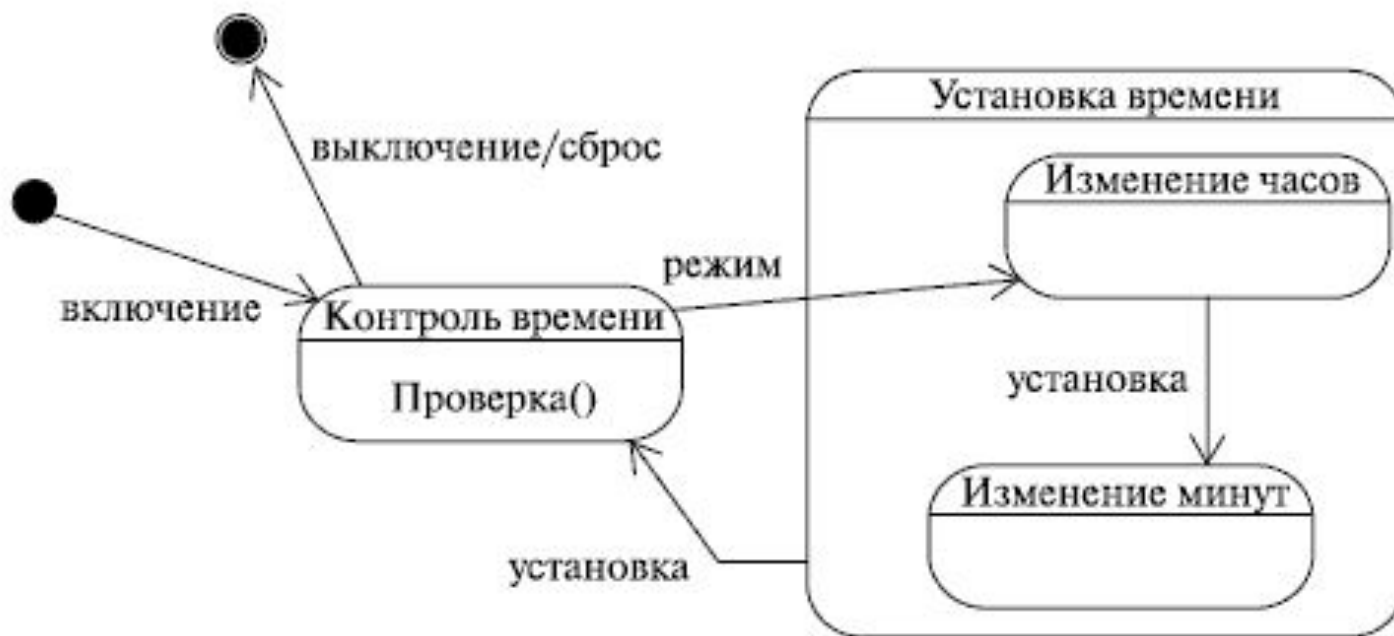 Установка времени
выключение/сброс
Изменение часов
режим
включение
Контроль времени
Проверка()
установка
Изменение минут
установка